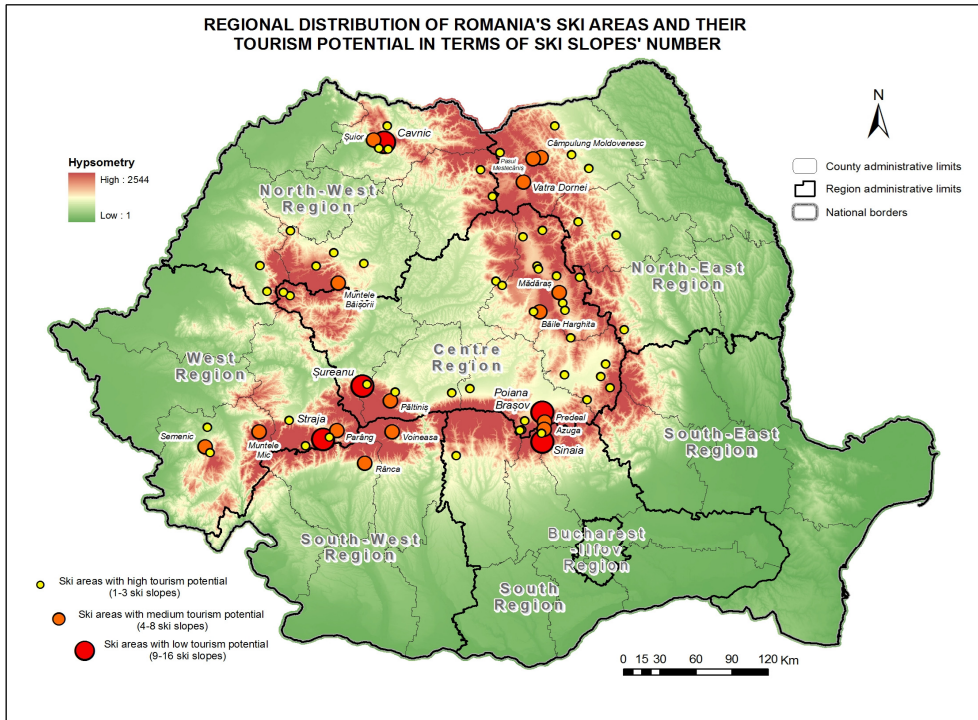 REGIONAL DISTRIBUTION OF ROMANIA'S SKI AREAS AND THEIR
TOURISM POTENTIAL IN TERMS OF SKI SLOPES' NUMBER
N
Hypsometry
High : 2544
Low : 1
County administrative limits
Region administrative limits
National borders
Șuior
Cavnic
Câmpulung Moldovenesc
Vatra Dornei
North-West
Region
North-East
Region
Muntele
Băișorii
Mădăraș
Băile Harghita
West
Region
Centre
Region
Șureanu
Păltiniș
Poiana
Brașov
Predeal
Azuga
Sinaia
Straja
Parâng
Voineasa
Semenic
Muntele
Mic
Rânca
South-East
Region
South-West
Region
Bucharest
-Ilfov
Region
South
Region
Ski areas with high tourism potential
(1-3 ski slopes)
Ski areas with medium tourism potential
(4-8 ski slopes)
Ski areas with low tourism potential
(9-16 ski slopes)
0 15 30 60 90 120 Km